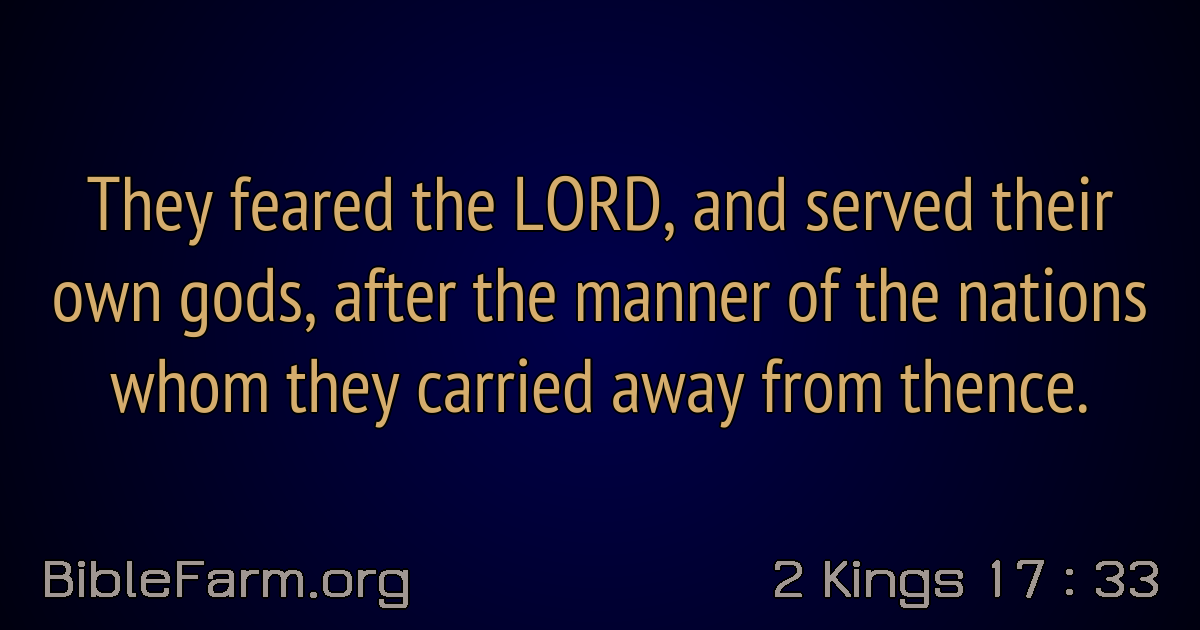 They feared the LORD, and served their
own gods, after the manner of the nations
whom they carried away from thence.
BibleFarm.org
2 Kings 17 : 33